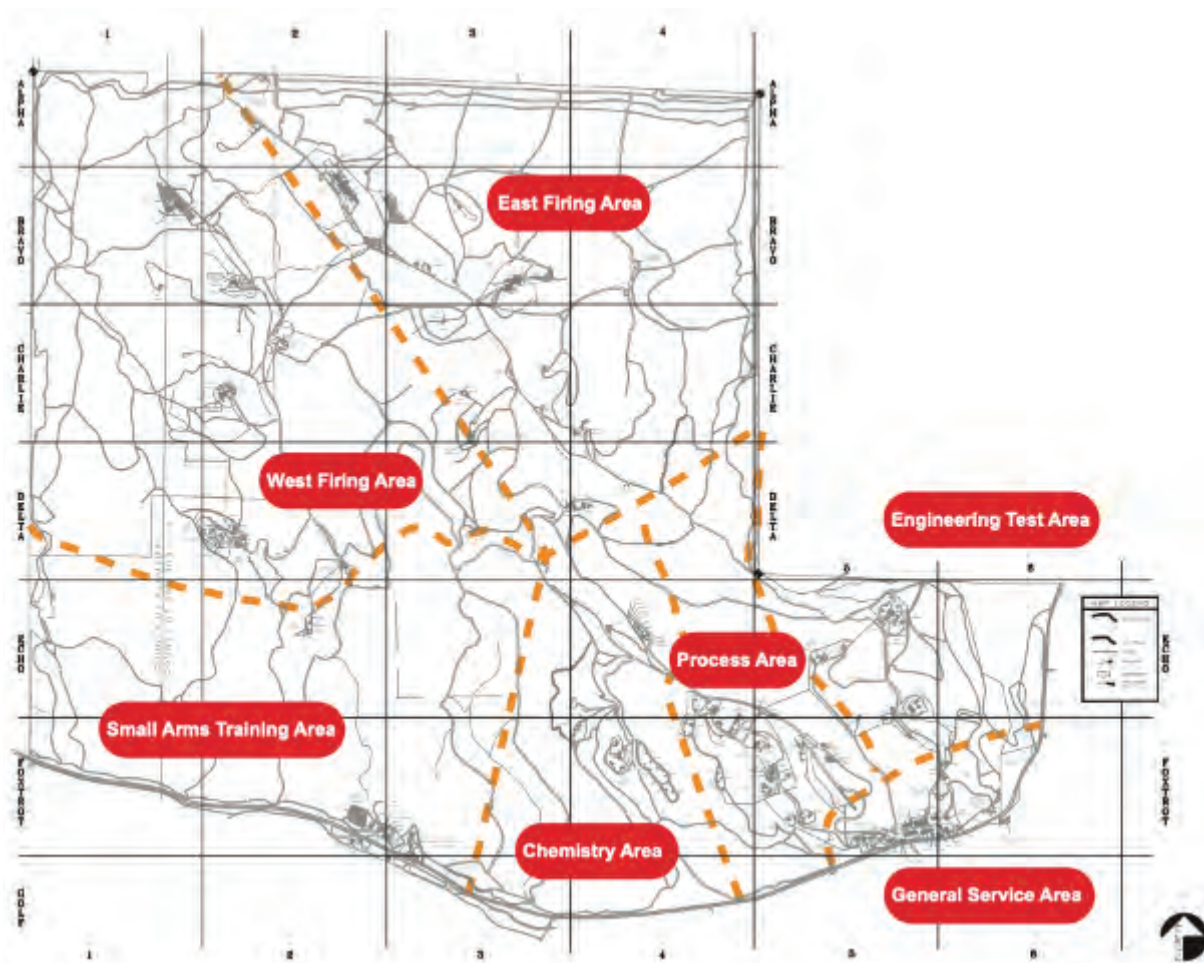 1 2 3 4
ALPHA ALPHA
East Firing Area
BRAVO BRAVO
CHARLIE CHARLIE
West Firing Area
DELTA DELTA
Engineering Test Area
5 6
MAP LEGEND
Process Area
ECHO ECHO
Small Arms Training Area
FOXTROT FOXTROT
Chemistry Area
General Service Area
GOLF
1 2 3 4 5 6